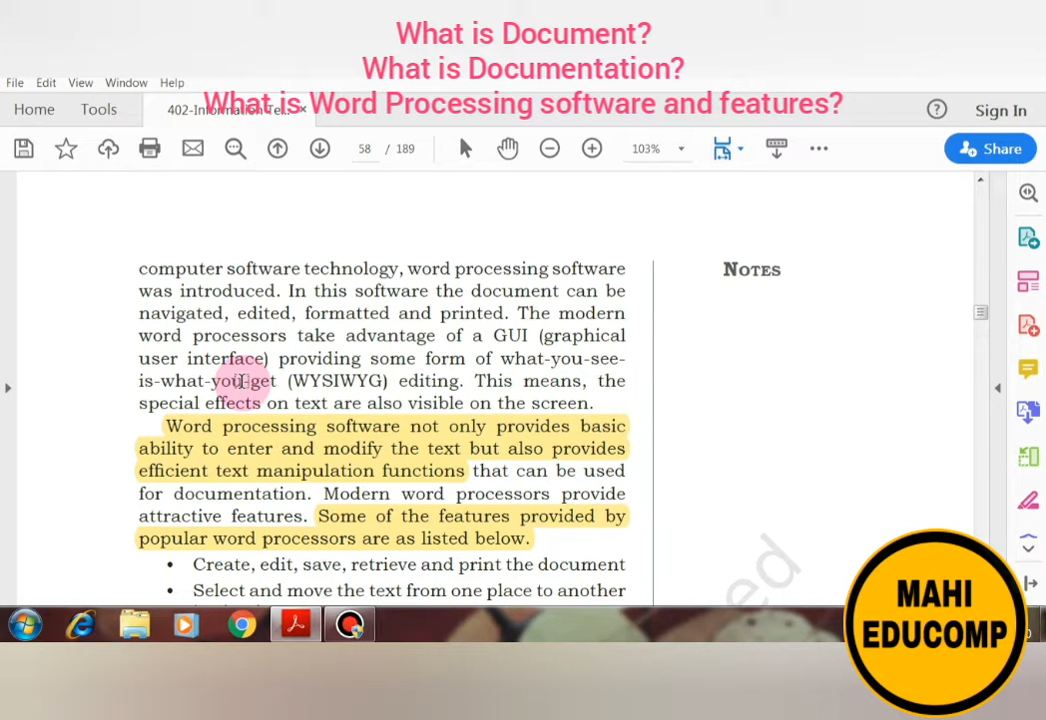 What is Document?
What is Documentation?
What is Word Processing software and features?
File Edit View Window Help
Home Tools 402-Information Te... × Sign In
58 / 189 103% Share
computer software technology, word processing software
was introduced. In this software the document can be
navigated, edited, formatted and printed. The modern
word processors take advantage of a GUI (graphical
user interface) providing some form of what-you-see-
is-what-you-get (WYSIWYG) editing. This means, the
special effects on text are also visible on the screen.
Word processing software not only provides basic
ability to enter and modify the text but also provides
efficient text manipulation functions that can be used
for documentation. Modern word processors provide
attractive features. Some of the features provided by
popular word processors are as listed below.
• Create, edit, save, retrieve and print the document
• Select and move the text from one place to another
NOTES
MAHI
EDUCOMP